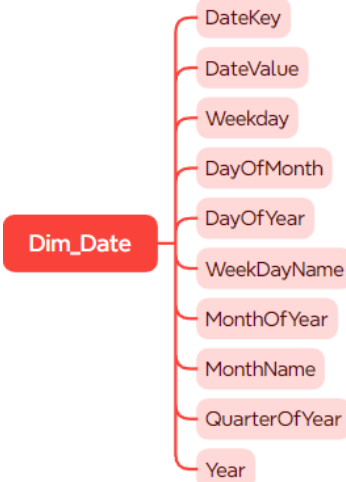 DateKey
DateValue
Weekday
DayOfMonth
DayOfYear
Dim_Date
WeekDayName
MonthOfYear
MonthName
QuarterOfYear
Year